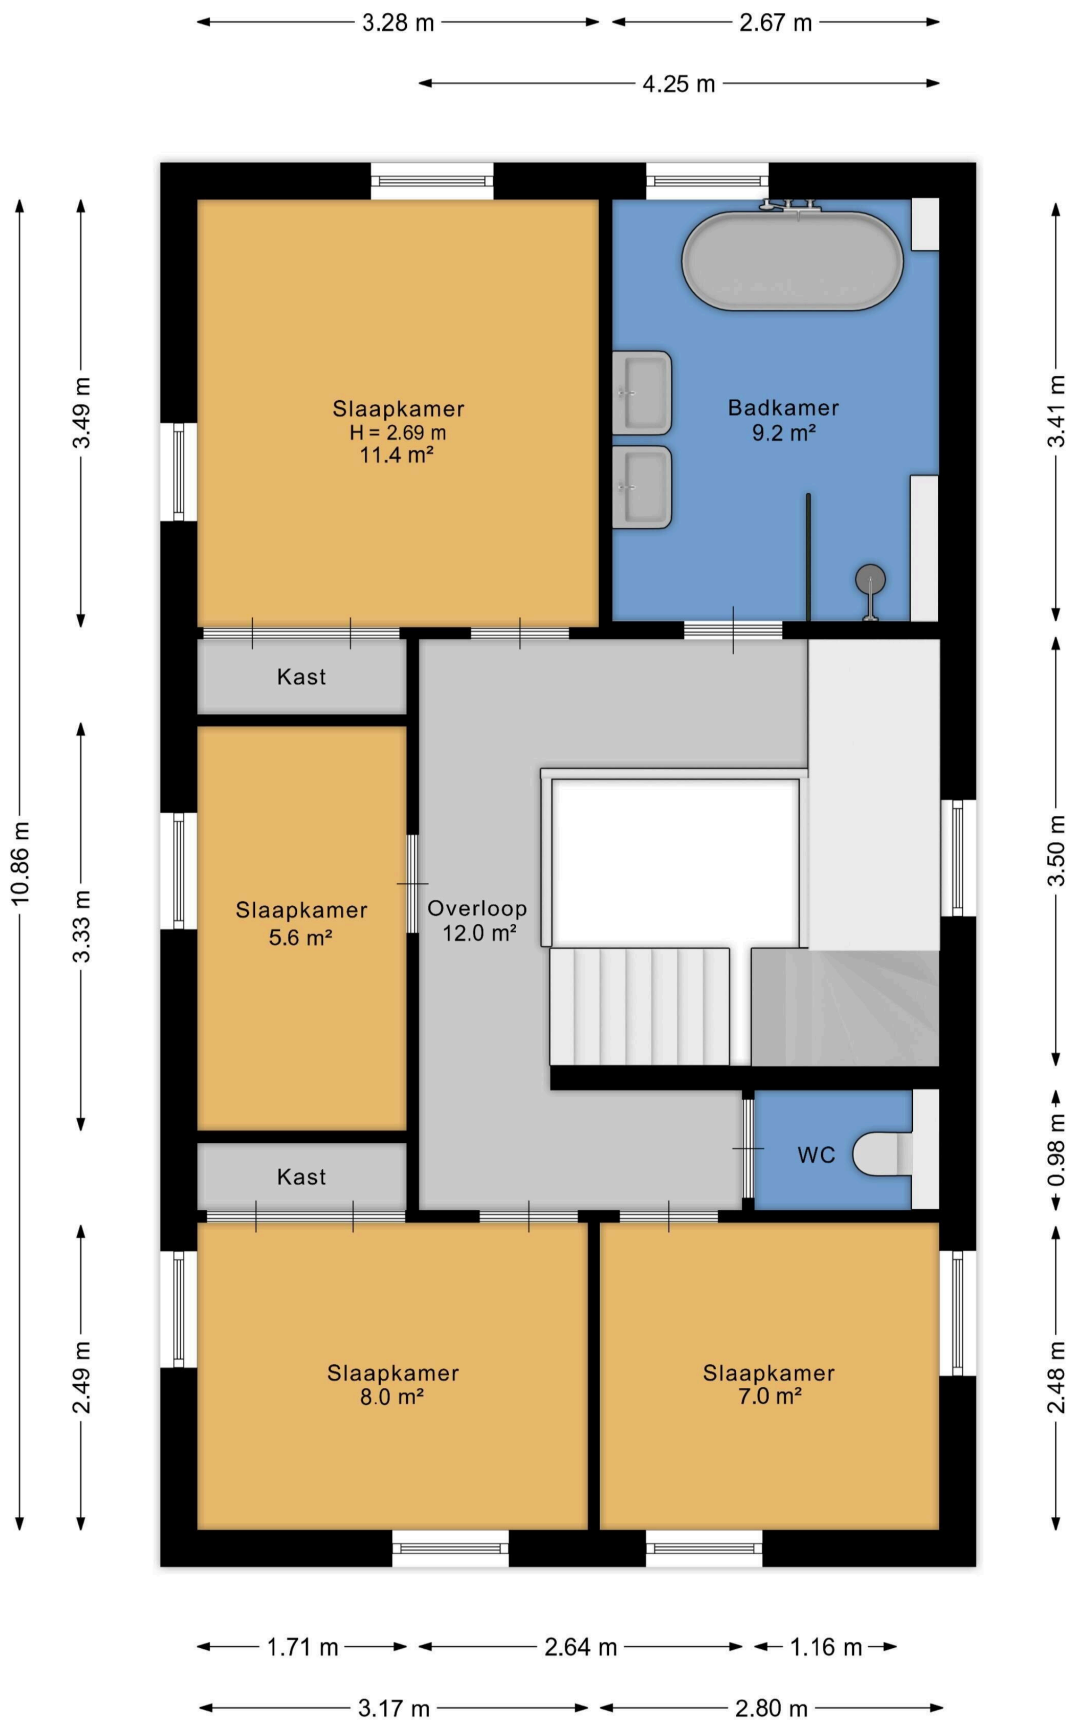 3.28 m
2.67 m
4.25 m
Slaapkamer
H = 2.69 m
11.4 m²
Badkamer
9.2 m²
3.49 m
3.41 m
Kast
10.86 m
3.33 m
Slaapkamer
5.6 m²
Overloop
12.0 m²
3.50 m
Kast
WC
0.98 m
2.49 m
Slaapkamer
8.0 m²
Slaapkamer
7.0 m²
2.48 m
1.71 m
2.64 m
1.16 m
3.17 m
2.80 m